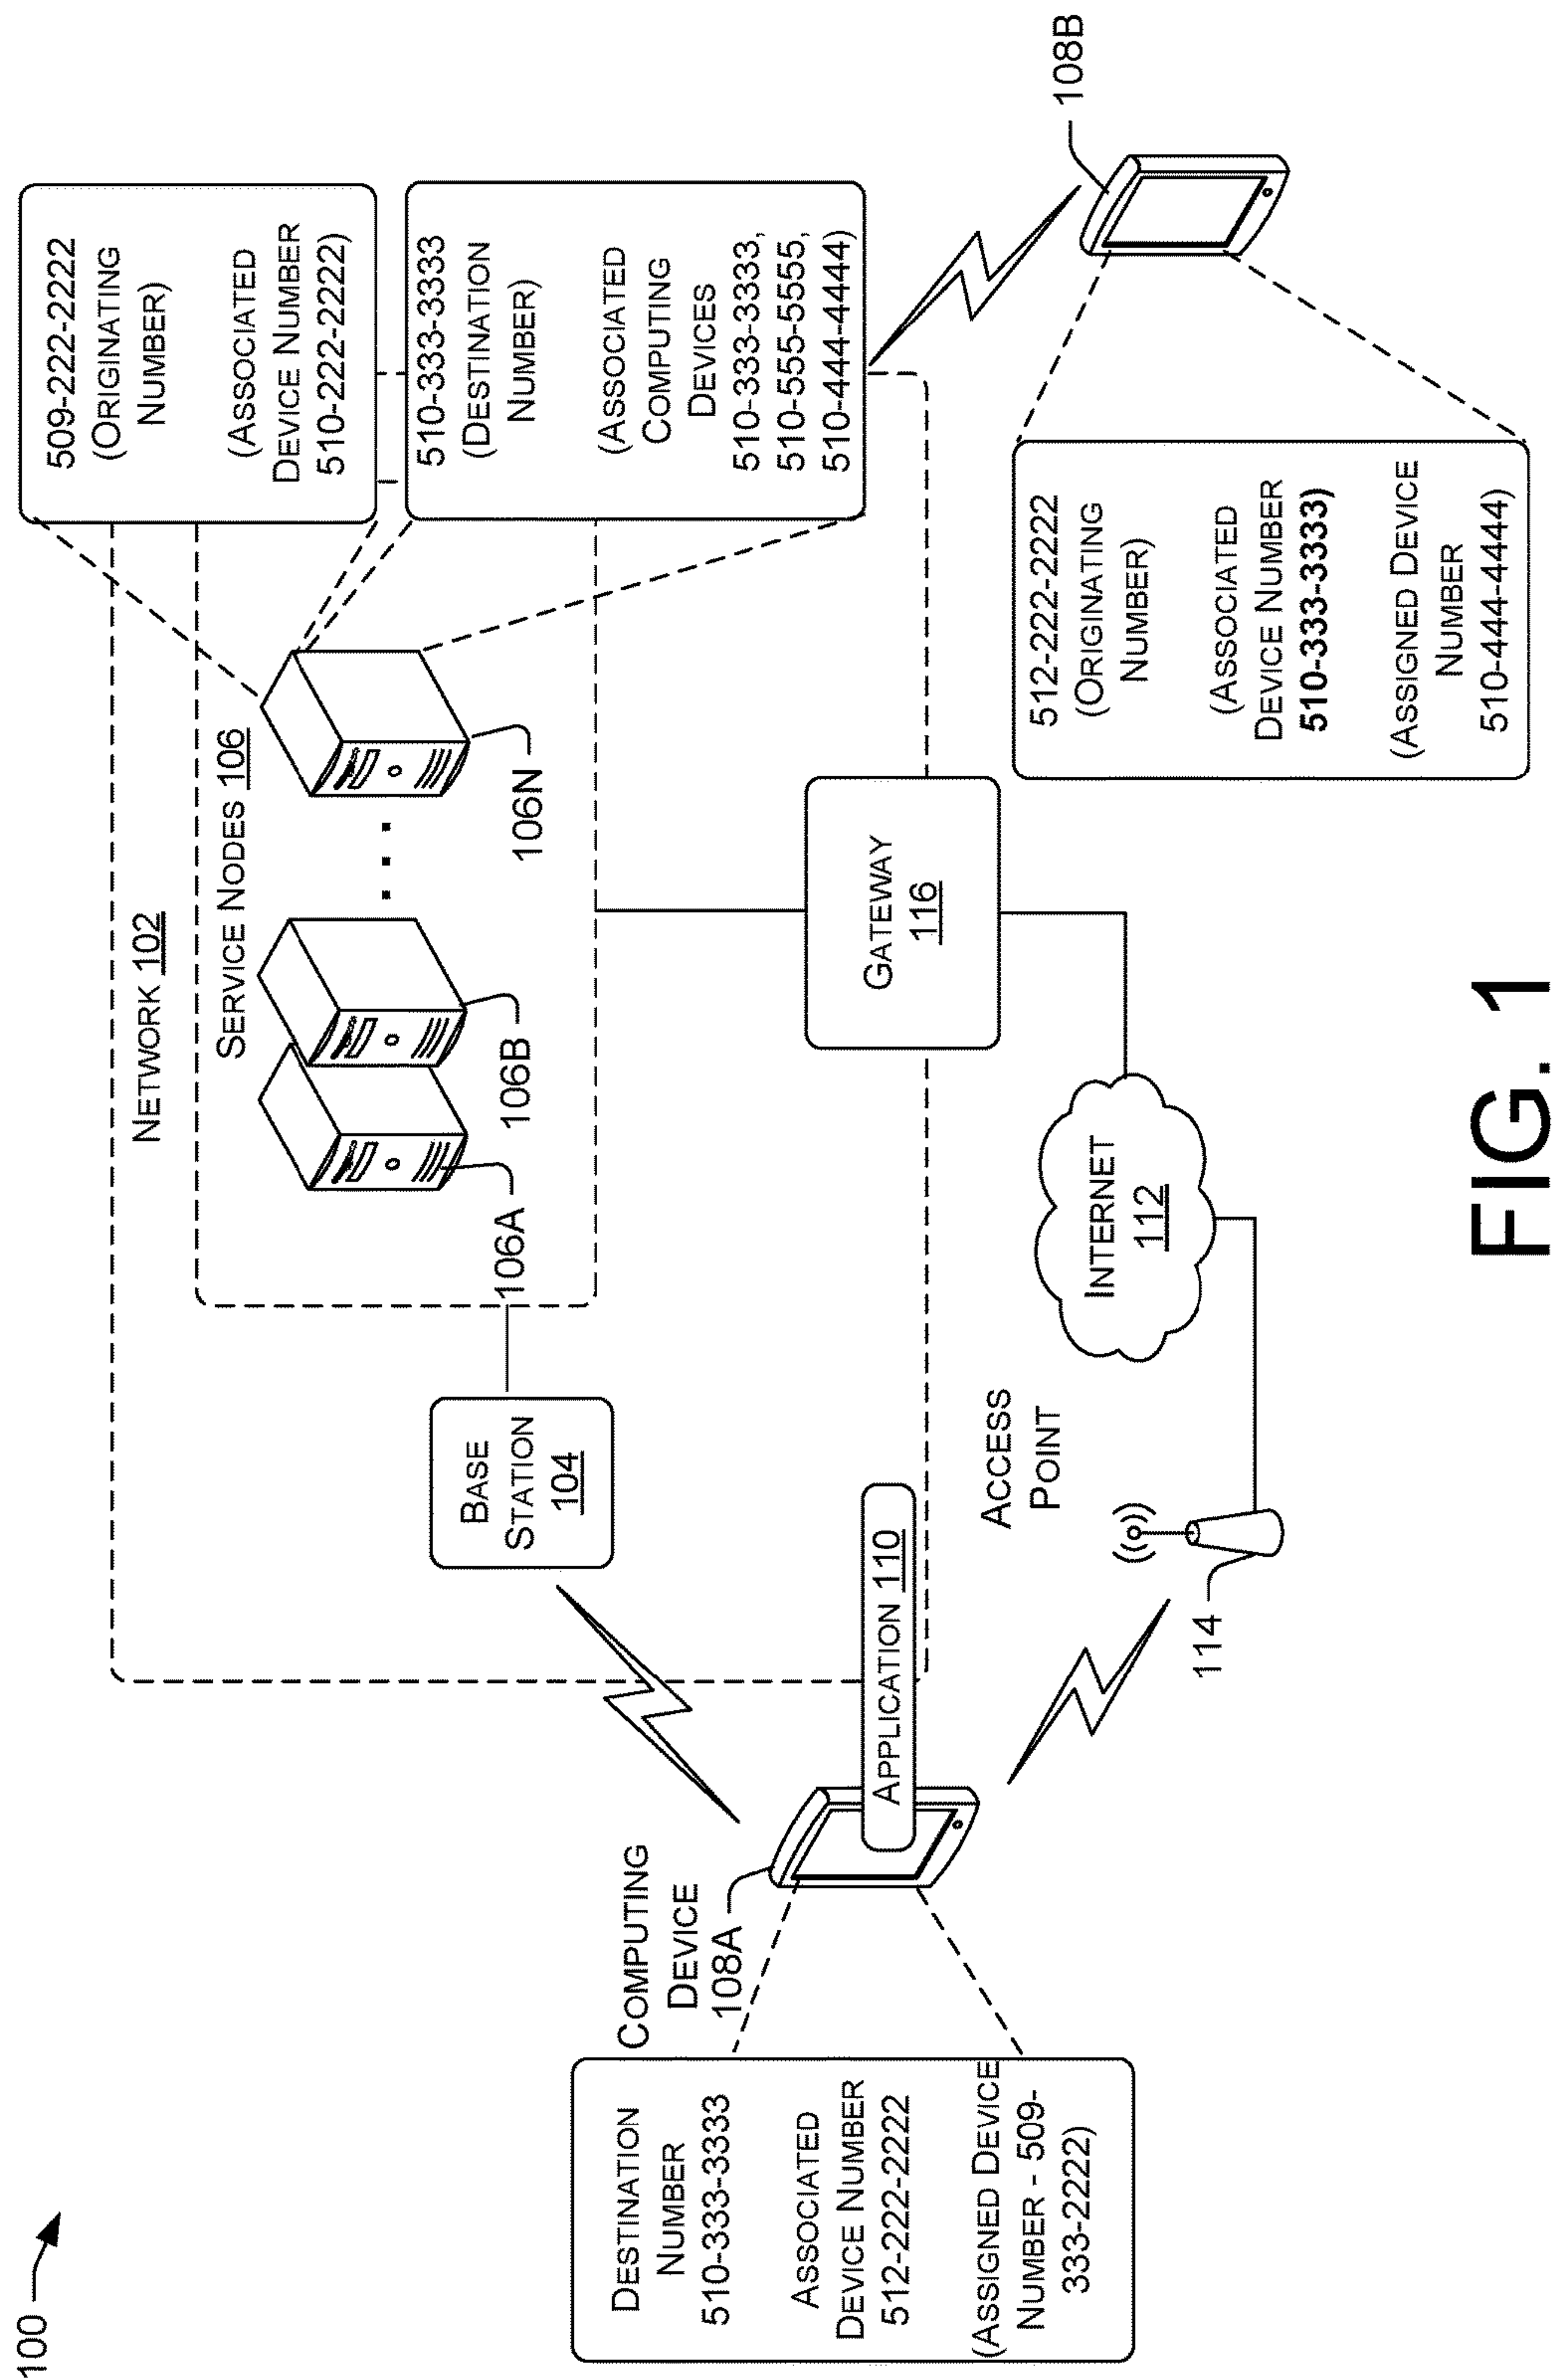 100
NETWORK 102
SERVICE NODES 106
106A
106B
106N
509-222-2222
(ORIGINATING
NUMBER)
(ASSOCIATED
DEVICE NUMBER
510-222-2222)
510-333-3333
(DESTINATION
NUMBER)
(ASSOCIATED
COMPUTING
DEVICES
510-333-3333,
510-555-5555,
510-444-4444)
BASE
STATION
104
COMPUTING
DEVICE
108A
APPLICATION 110
DESTINATION
NUMBER
510-333-3333
ASSOCIATED
DEVICE NUMBER
512-222-2222
(ASSIGNED DEVICE
NUMBER - 509-
333-2222)
GATEWAY
116
ACCESS
POINT
114
INTERNET
112
108B
512-222-2222
(ORIGINATING
NUMBER)
(ASSOCIATED
DEVICE NUMBER
510-333-3333)
(ASSIGNED DEVICE
NUMBER
510-444-4444)
FIG. 1